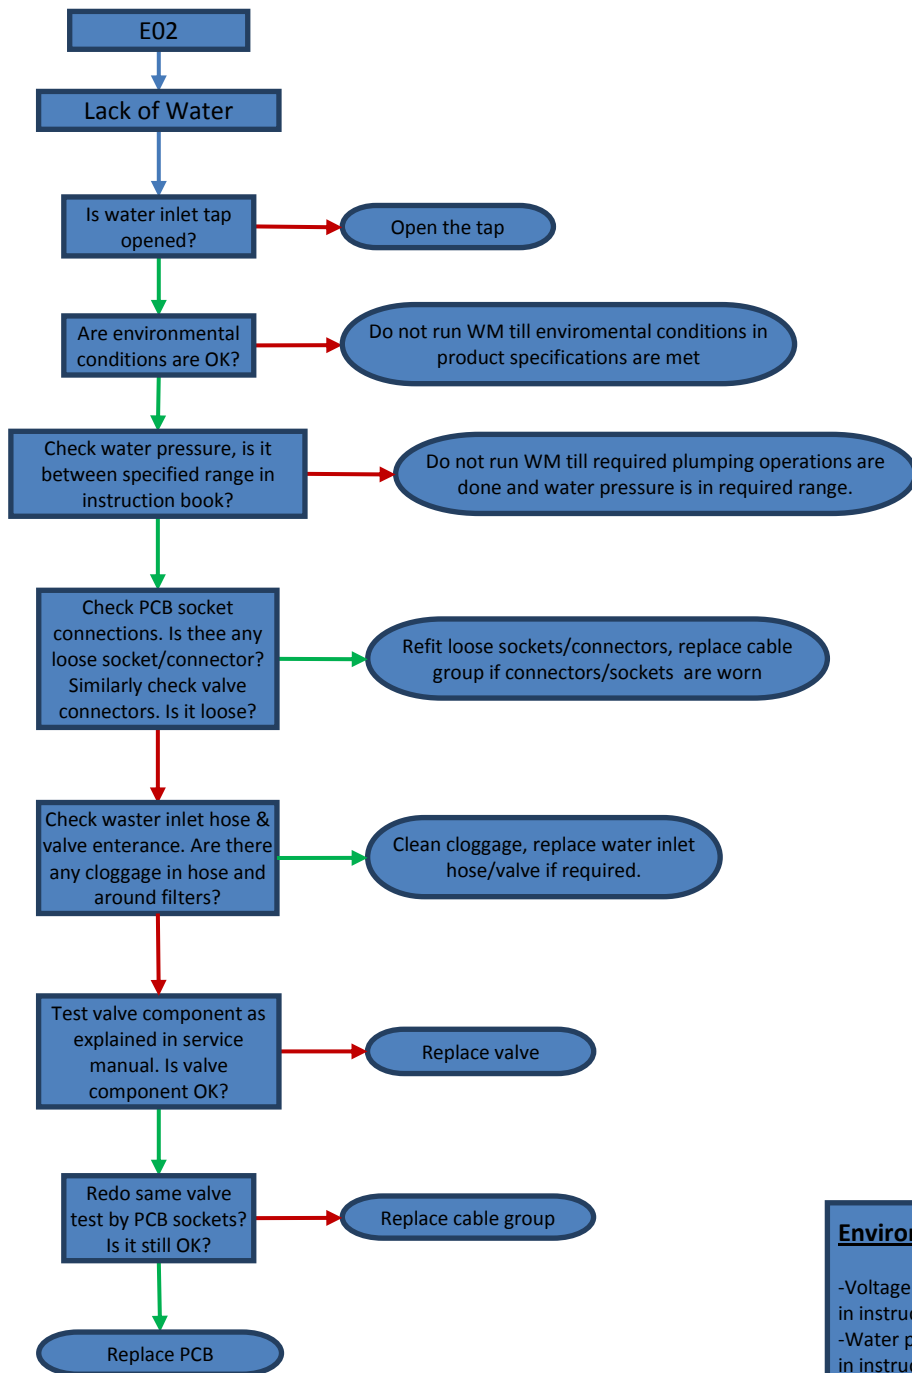 E02
Lack of Water
Is water inlet tap
opened?
Open the tap
Are environmental
conditions are OK?
Do not run WM till enviromental conditions in
product specifications are met
Check water pressure, is it
between specified range in
instruction book?
Do not run WM till required plumping operations are
done and water pressure is in required range.
Check PCB socket
connections. Is thee any
loose socket/connector?
Similarly check valve
connectors. Is it loose?
Refit loose sockets/connectors, replace cable
group if connectors/sockets are worn
Check waster inlet hose &
valve enterance. Are there
any cloggage in hose and
around filters?
Clean cloggage, replace water inlet
hose/valve if required.
Test valve component as
explained in service
manual. Is valve
component OK?
Replace valve
Redo same valve
test by PCB sockets?
Is it still OK?
Replace cable group
Replace PCB
-Voltage
-Water